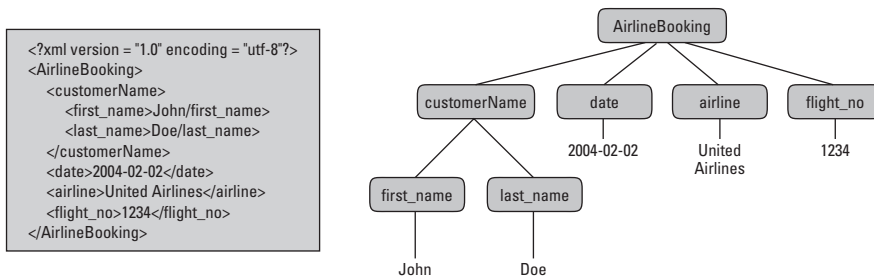 <?xml version = "1.0" encoding = "utf-8"?>
<AirlineBooking>
<customerName>
<first_name>John/first_name>
<last_name>Doe/last_name>
</customerName>
<date>2004-02-02</date>
<airline>United Airlines</airline>
<flight_no>1234</flight_no>
</AirlineBooking>
AirlineBooking
customerName
date
airline
flight_no
2004-02-02
United
Airlines
1234
first_name
last_name
John
Doe